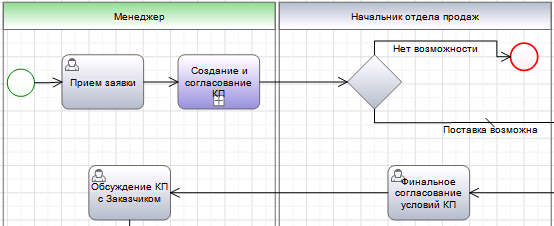 Менеджер
Начальник отдела продаж
Нет возможности
Прием заявки
Создание и
согласование
КП
Поставка возможна
Обсуждение КП
с Заказчиком
Финальное
согласование
условий КП